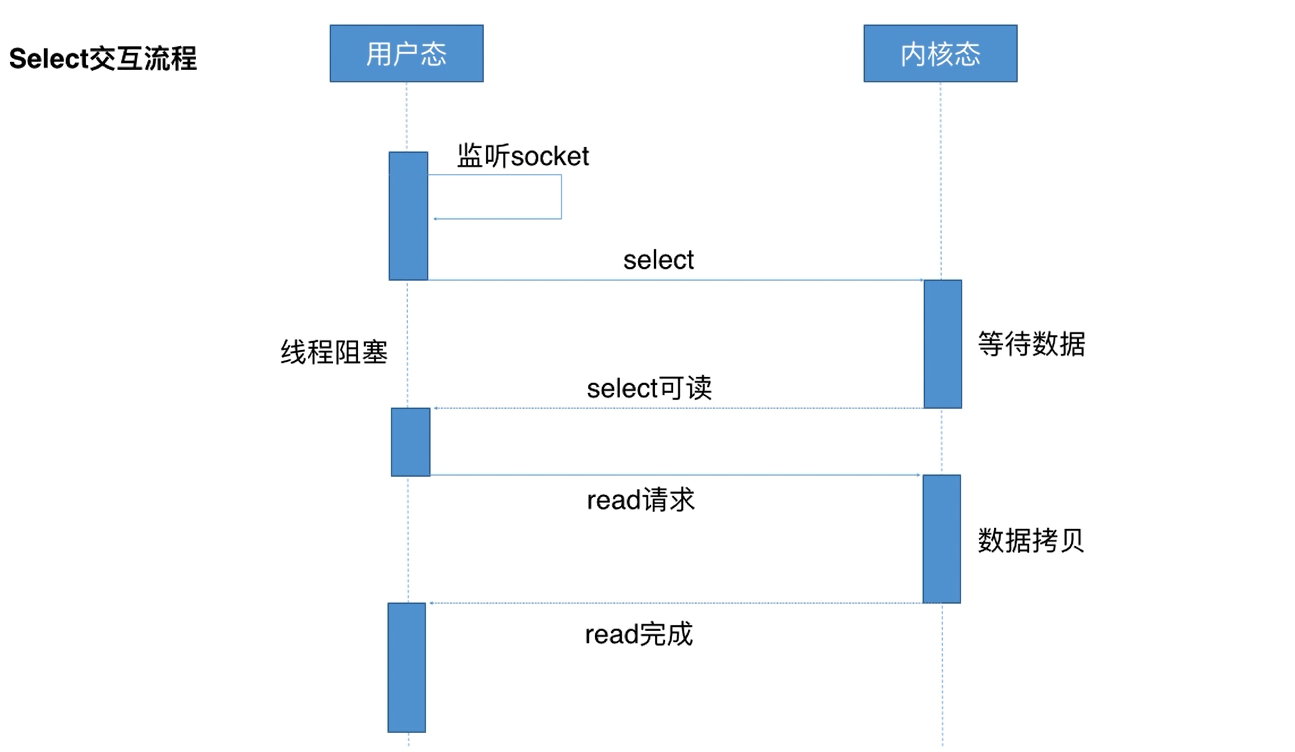 Select交互流程
用户态
内核态
监听socket
select
线程阻塞
等待数据
select可读
read请求
数据拷贝
read完成